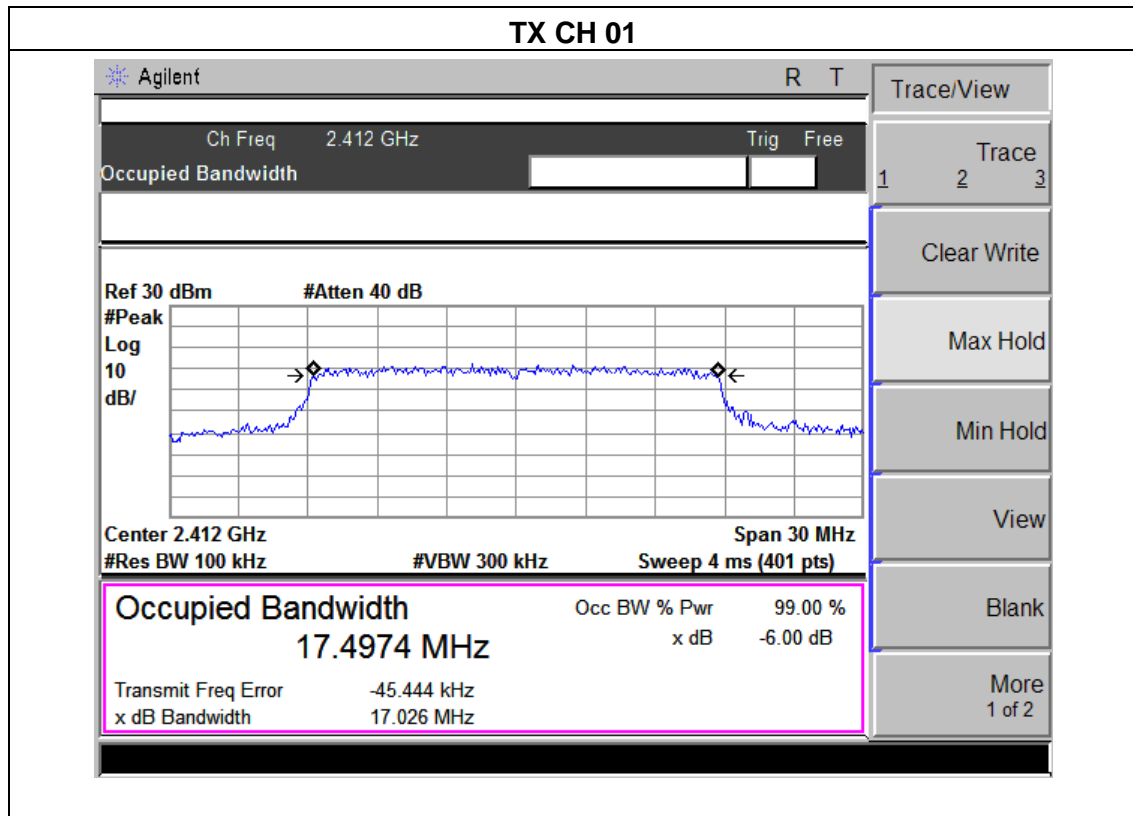 TX CH 01
Agilent R T
Ch Freq 2.412 GHz Trig Free
Occupied Bandwidth
Ref 30 dBm #Atten 40 dB
#Peak
Log
10
dB/
Center 2.412 GHz Span 30 MHz
#Res BW 100 kHz #VBW 300 kHz Sweep 4 ms (401 pts)
Occupied Bandwidth Occ BW % Pwr 99.00 %
17.4974 MHz x dB -6.00 dB
Transmit Freq Error -45.444 kHz
x dB Bandwidth 17.026 MHz
Trace/View
Trace
1 2 3
Clear Write
Max Hold
Min Hold
View
Blank
More
1 of 2